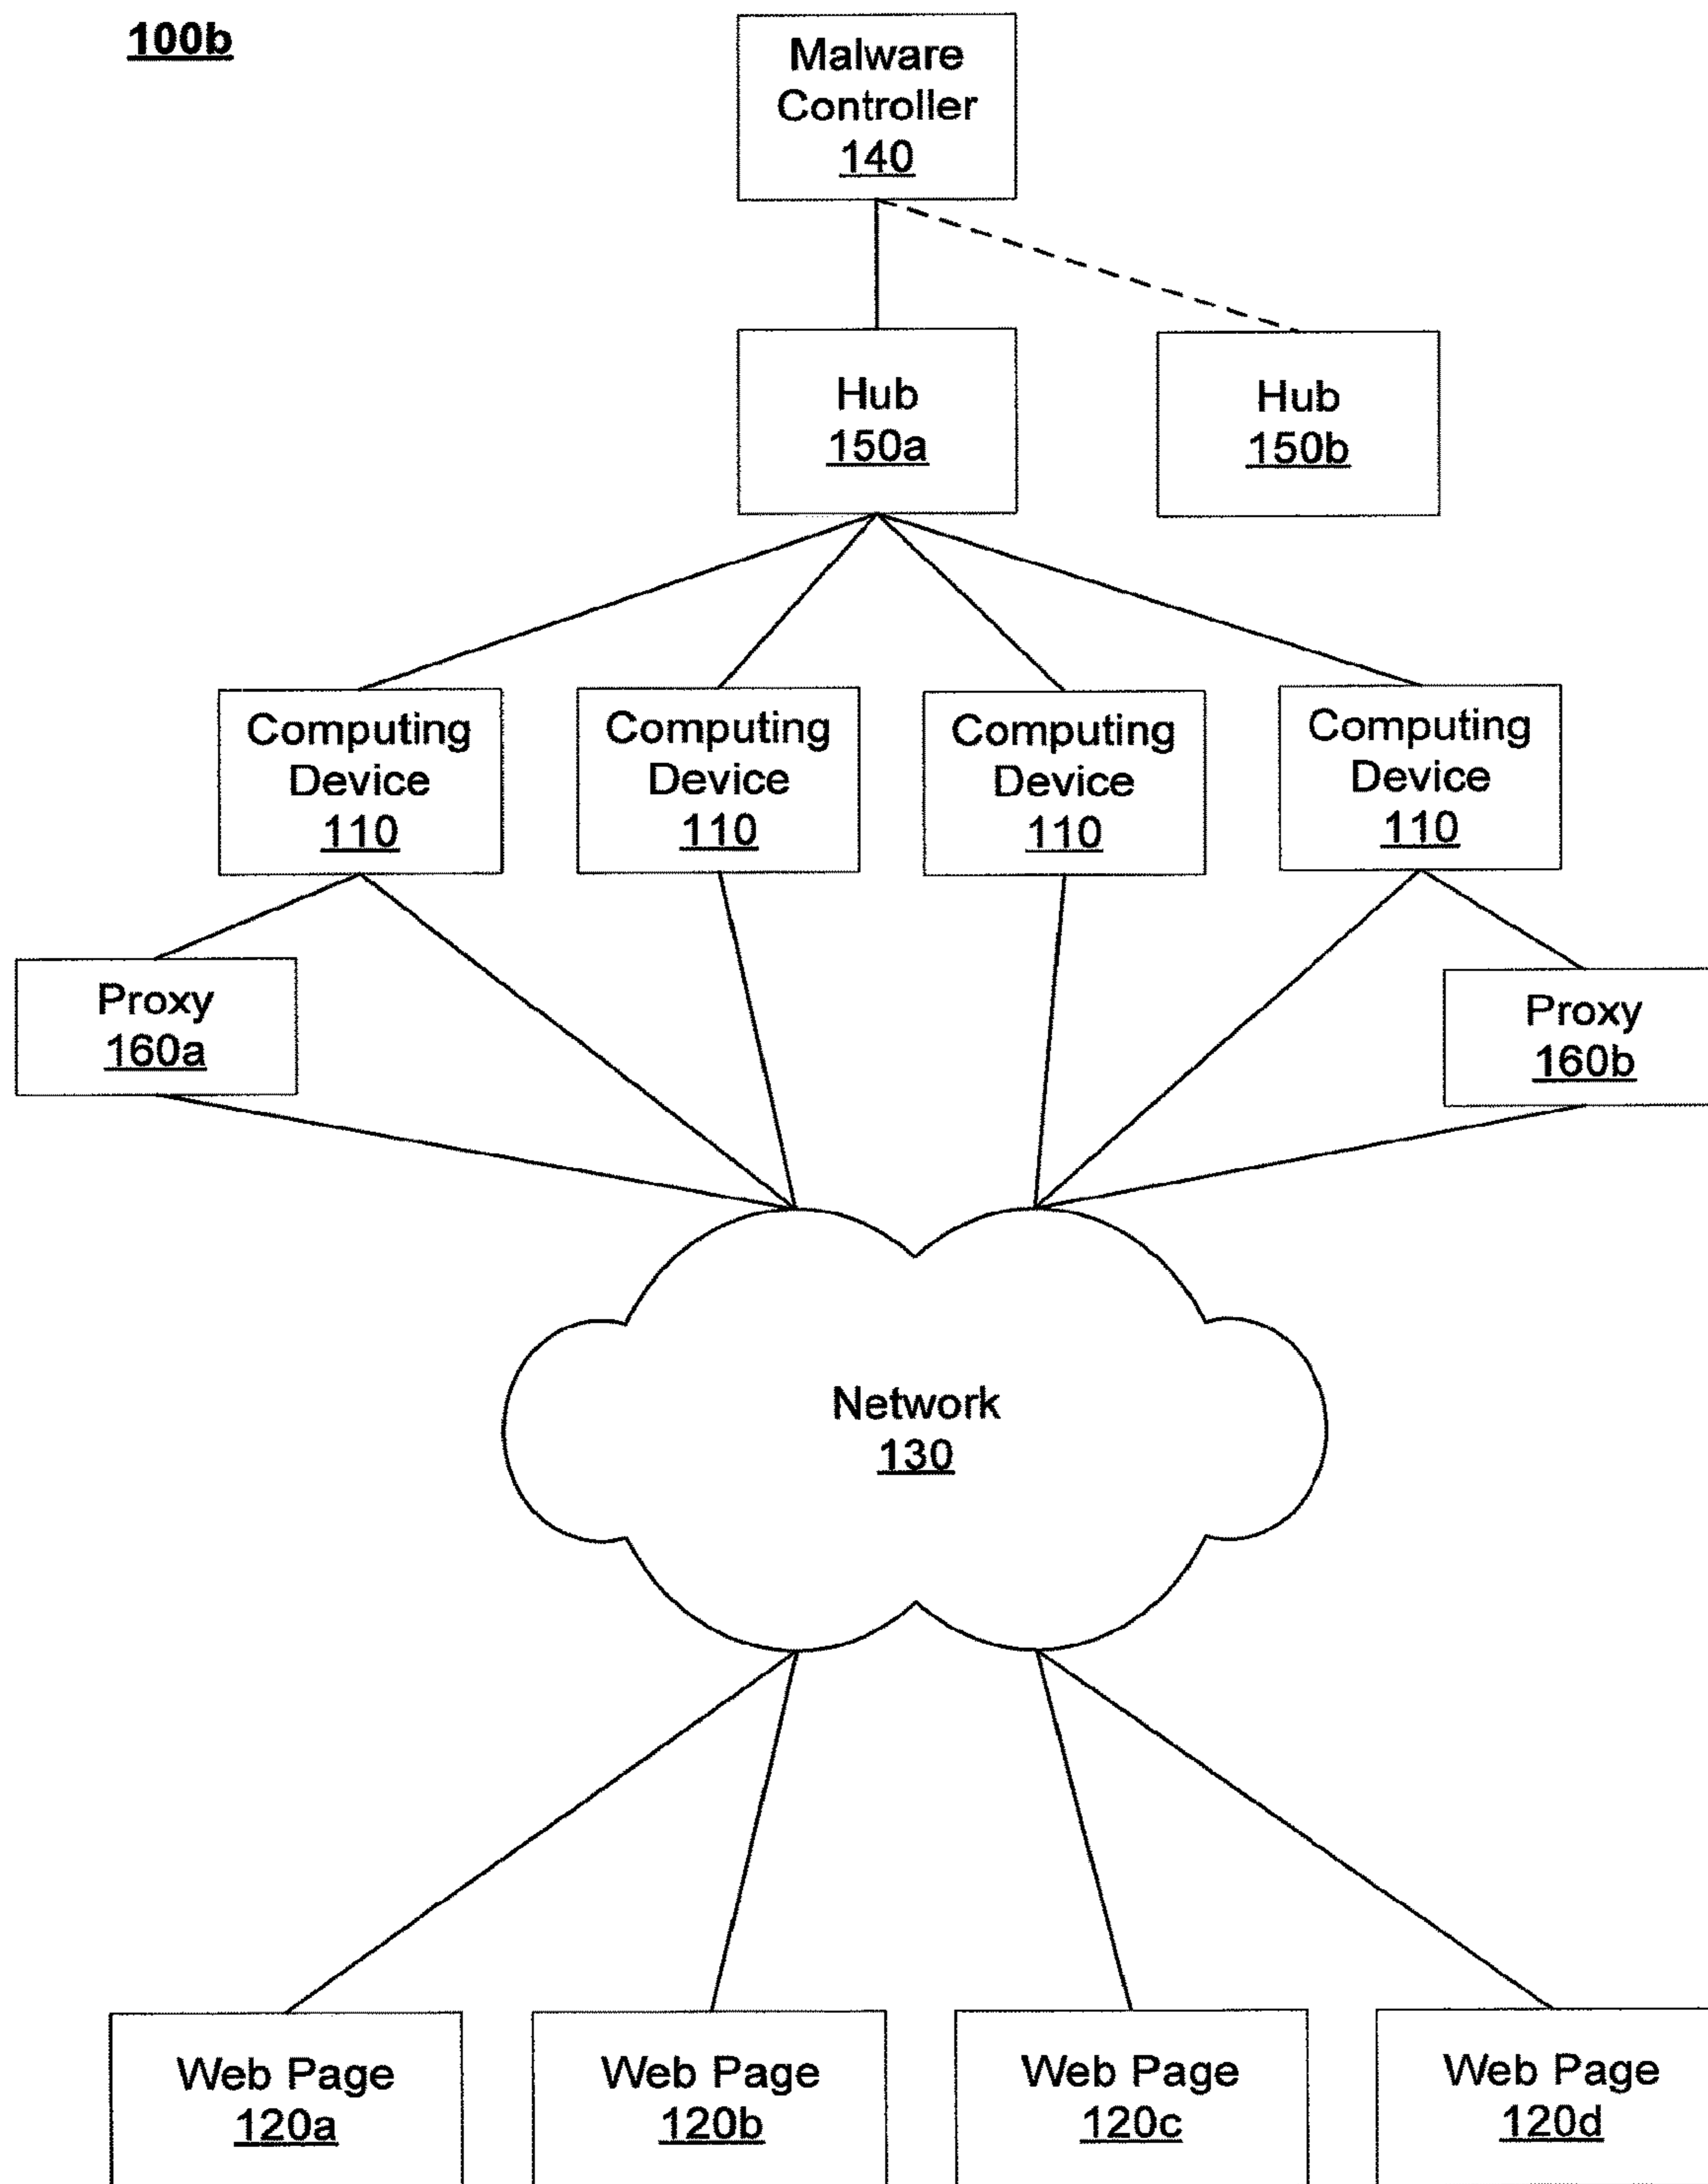 100b
Malware
Controller
140
Hub
150a
Hub
150b
Computing
Device
110
Computing
Device
110
Computing
Device
110
Computing
Device
110
Proxy
160a
Proxy
160b
Network
130
Web Page
120a
Web Page
120b
Web Page
120c
Web Page
120d